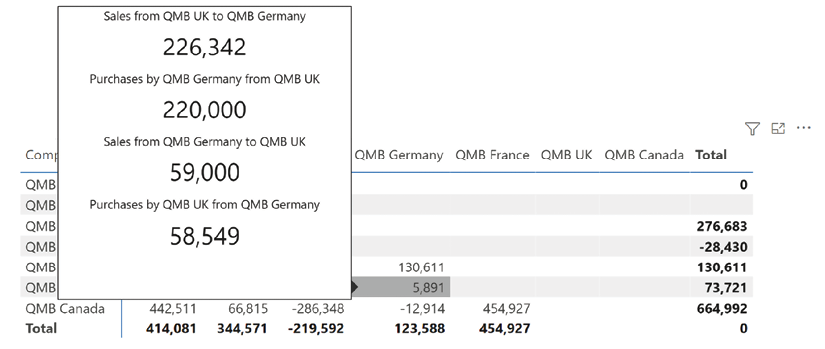 Sales from QMB UK to QMB Germany
226,342
Purchases by QMB Germany from QMB UK
220,000
Sales from QMB Germany to QMB UK
59,000
Purchases by QMB UK from QMB Germany
58,549
Comp QMB Germany QMB France QMB UK QMB Canada Total
QMB 0
QMB
QMB 276,683
QMB -28,430
QMB 130,611 130,611
QMB 5,891 73,721
QMB Canada 442,511 66,815 -286,348 -12,914 454,927 664,992
Total 414,081 344,571 -219,592 123,588 454,927 0